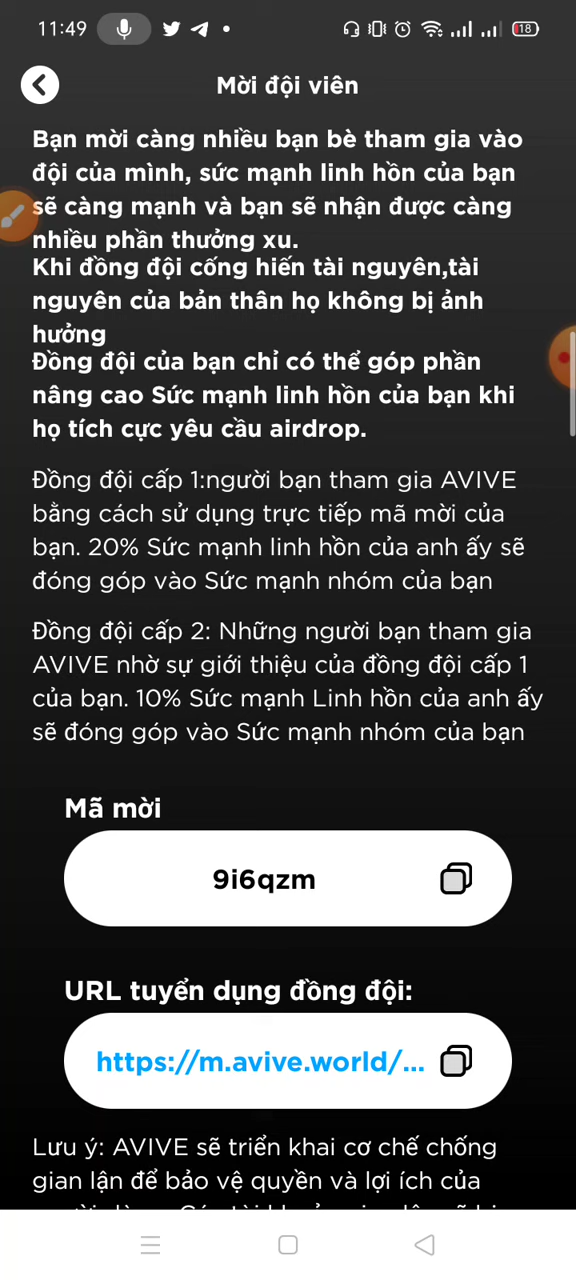 11:49
18
Mời đội viên
Bạn mời càng nhiều bạn bè tham gia vào
đội của mình, sức mạnh linh hồn của bạn
sẽ càng mạnh và bạn sẽ nhận được càng
nhiều phần thưởng xu.
Khi đồng đội cống hiến tài nguyên,tài
nguyên của bản thân họ không bị ảnh
hưởng
Đồng đội của bạn chỉ có thể góp phần
nâng cao Sức mạnh linh hồn của bạn khi
họ tích cực yêu cầu airdrop.
Đồng đội cấp 1:người bạn tham gia AVIVE
bằng cách sử dụng trực tiếp mã mời của
bạn. 20% Sức mạnh linh hồn của anh ấy sẽ
đóng góp vào Sức mạnh nhóm của bạn
Đồng đội cấp 2: Những người bạn tham gia
AVIVE nhờ sự giới thiệu của đồng đội cấp 1
của bạn. 10% Sức mạnh Linh hồn của anh ấy
sẽ đóng góp vào Sức mạnh nhóm của bạn
Mã mời
9i6qzm
URL tuyển dụng đồng đội:
https://m.avive.world/...
Lưu ý: AVIVE sẽ triển khai cơ chế chống
gian lận để bảo vệ quyền và lợi ích của